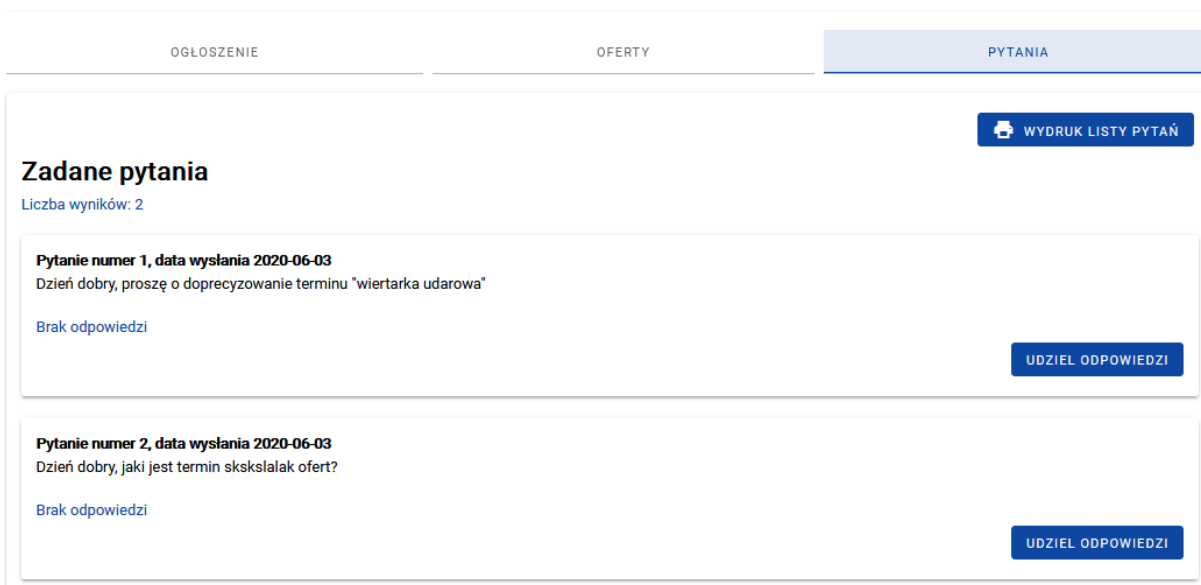 OGŁOSZENIE
OFERTY
PYTANIA
WYDRUK LISTY PYTAŃ
Zadane pytania
Liczba wyników: 2
Pytanie numer 1, data wysłania 2020-06-03
Dzień dobry, proszę o doprecyzowanie terminu "wiertarka udarowa"
Brak odpowiedzi
UDZIEL ODPOWIEDZI
Pytanie numer 2, data wysłania 2020-06-03
Dzień dobry, jaki jest termin skskslalak ofert?
Brak odpowiedzi
UDZIEL ODPOWIEDZI